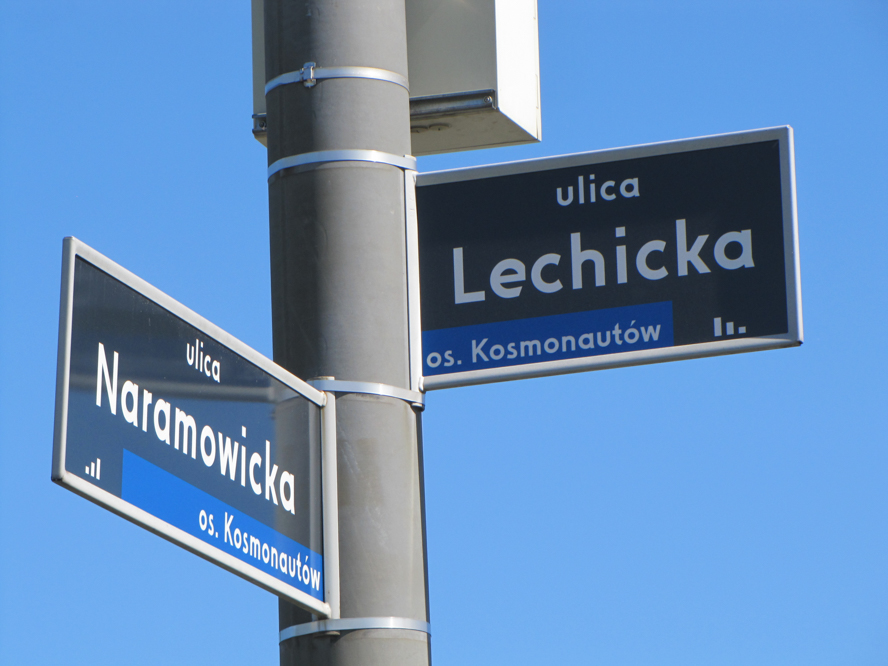 ulica
Lechicka
os. Kosmonautów
ulica
Naramowicka
os. Kosmonautów